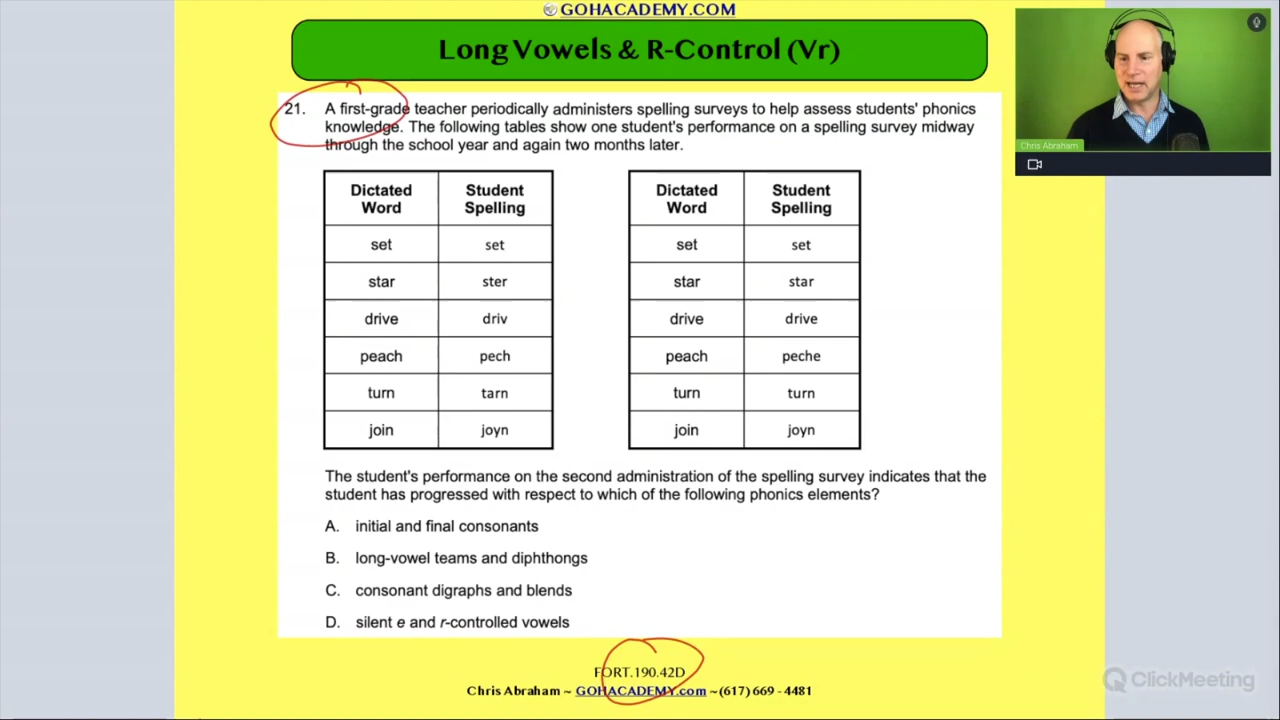 GOHACADEMY.COM
Long Vowels & R-Control (Vr)
Chris Abraham
21. A first-grade teacher periodically administers spelling surveys to help assess students' phonics
knowledge. The following tables show one student's performance on a spelling survey midway
through the school year and again two months later.
Dictated Word Student Spelling
set set
star ster
drive driv
peach pech
turn tarn
join joyn
Dictated Word Student Spelling
set set
star star
drive drive
peach peche
turn turn
join joyn
The student's performance on the second administration of the spelling survey indicates that the
student has progressed with respect to which of the following phonics elements?
A. initial and final consonants
B. long-vowel teams and diphthongs
C. consonant digraphs and blends
D. silent e and r-controlled vowels
FORT.190.42D
Chris Abraham ~ GOHACADEMY.com ~(617) 669 - 4481
ClickMeeting